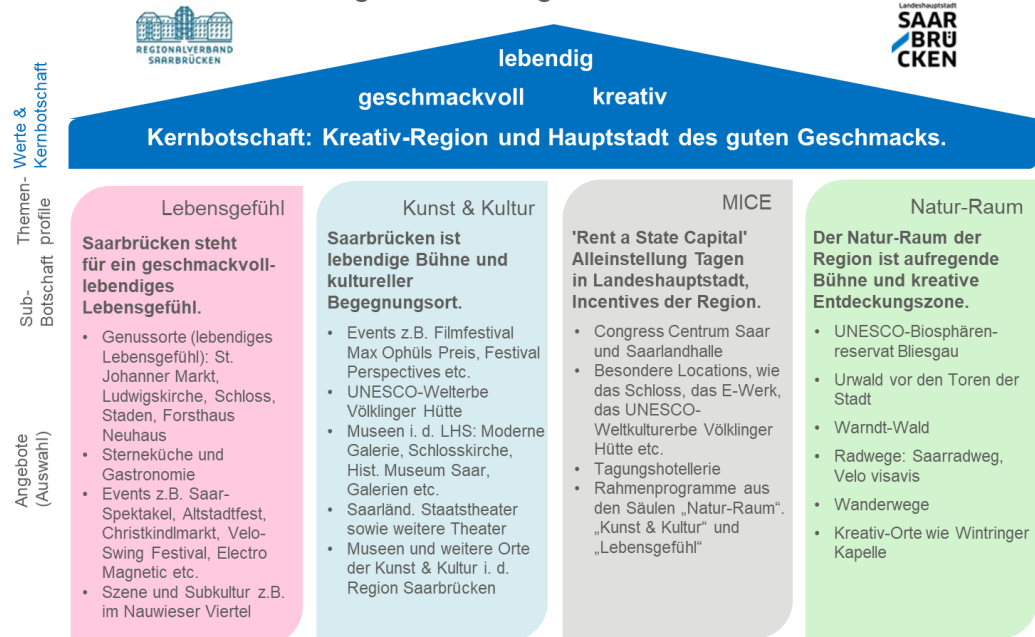 REGIONALVERBAND
SAARBRÜCKEN
Landeshauptstadt
SAAR
/BRÜ
CKEN
lebendig
geschmackvoll kreativ
Kernbotschaft: Kreativ-Region und Hauptstadt des guten Geschmacks.
Werte &
Kernbotschaft
Themen-
profile
Sub-
Botschaft
Angebote
(Auswahl)
Lebensgefühl
Saarbrücken steht
für ein geschmackvoll-
lebendiges
Lebensgefühl.
• Genussorte (lebendiges
Lebensgefühl): St.
Johanner Markt,
Ludwigskirche, Schloss,
Staden, Forsthaus
Neuhaus
• Sterneküche und
Gastronomie
• Events z.B. Saar-
Spektakel, Altstadtfest,
Christkindlmarkt, Velo-
Swing Festival, Electro
Magnetic etc.
• Szene und Subkultur z.B.
im Nauwieser Viertel
Kunst & Kultur
Saarbrücken ist
lebendige Bühne und
kultureller
Begegnungsort.
• Events z.B. Filmfestival
Max Ophüls Preis, Festival
Perspectives etc.
• UNESCO-Welterbe
Völklinger Hütte
• Museen i. d. LHS: Moderne
Galerie, Schlosskirche,
Hist. Museum Saar,
Galerien etc.
• Saarländ. Staatstheater
sowie weitere Theater
• Museen und weitere Orte
der Kunst & Kultur i. d.
Region Saarbrücken
MICE
'Rent a State Capital'
Alleinstellung Tagen
in Landeshauptstadt,
Incentives der Region.
• Congress Centrum Saar
und Saarlandhalle
• Besondere Locations, wie
das Schloss, das E-Werk,
das UNESCO-
Weltkulturerbe Völklinger
Hütte etc.
• Tagungshotellerie
• Rahmenprogramme aus
den Säulen „Natur-Raum“.
„Kunst & Kultur“ und
„Lebensgefühl“
Natur-Raum
Der Natur-Raum der
Region ist aufregende
Bühne und kreative
Entdeckungszone.
• UNESCO-Biosphären-
reservat Bliesgau
• Urwald vor den Toren der
Stadt
• Warndt-Wald
• Radwege: Saarradweg,
Velo visavis
• Wanderwege
• Kreativ-Orte wie Wintringer
Kapelle